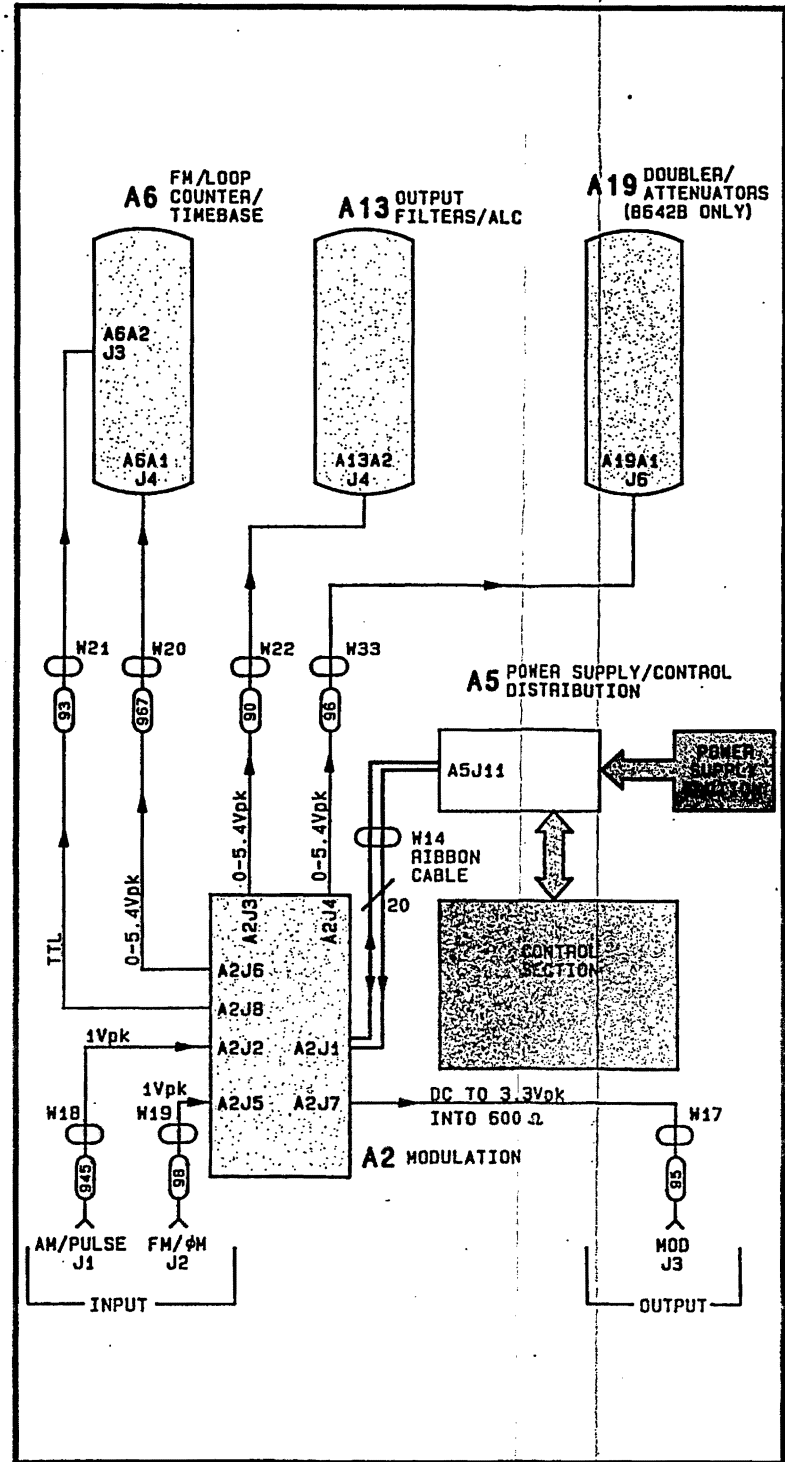 A6 FM/LOOP
COUNTER/
TIMEBASE
A13 OUTPUT
FILTERS/ALC
A19 DOUBLER/
ATTENUATORS
(8642B ONLY)
A6A2
J3
A6A1
J4
A13A2
J4
A19A1
J6
W21
W20
W22
W33
93
967
90
96
A5 POWER SUPPLY/CONTROL
DISTRIBUTION
A5J11
POWER
SUPPLY
SECTION
W14
RIBBON
CABLE
20
CONTROL
SECTION
TTL
0-5.4Vpk
0-5.4Vpk
0-5.4Vpk
A2J3
A2J4
A2J6
A2J8
1Vpk
A2J2
A2J1
1Vpk
A2J5
A2J7
DC TO 3.3Vpk
INTO 600 Ω
W18
W19
W17
A2 MODULATION
945
98
95
AM/PULSE
J1
FM/ϕM
J2
MOD
J3
INPUT
OUTPUT